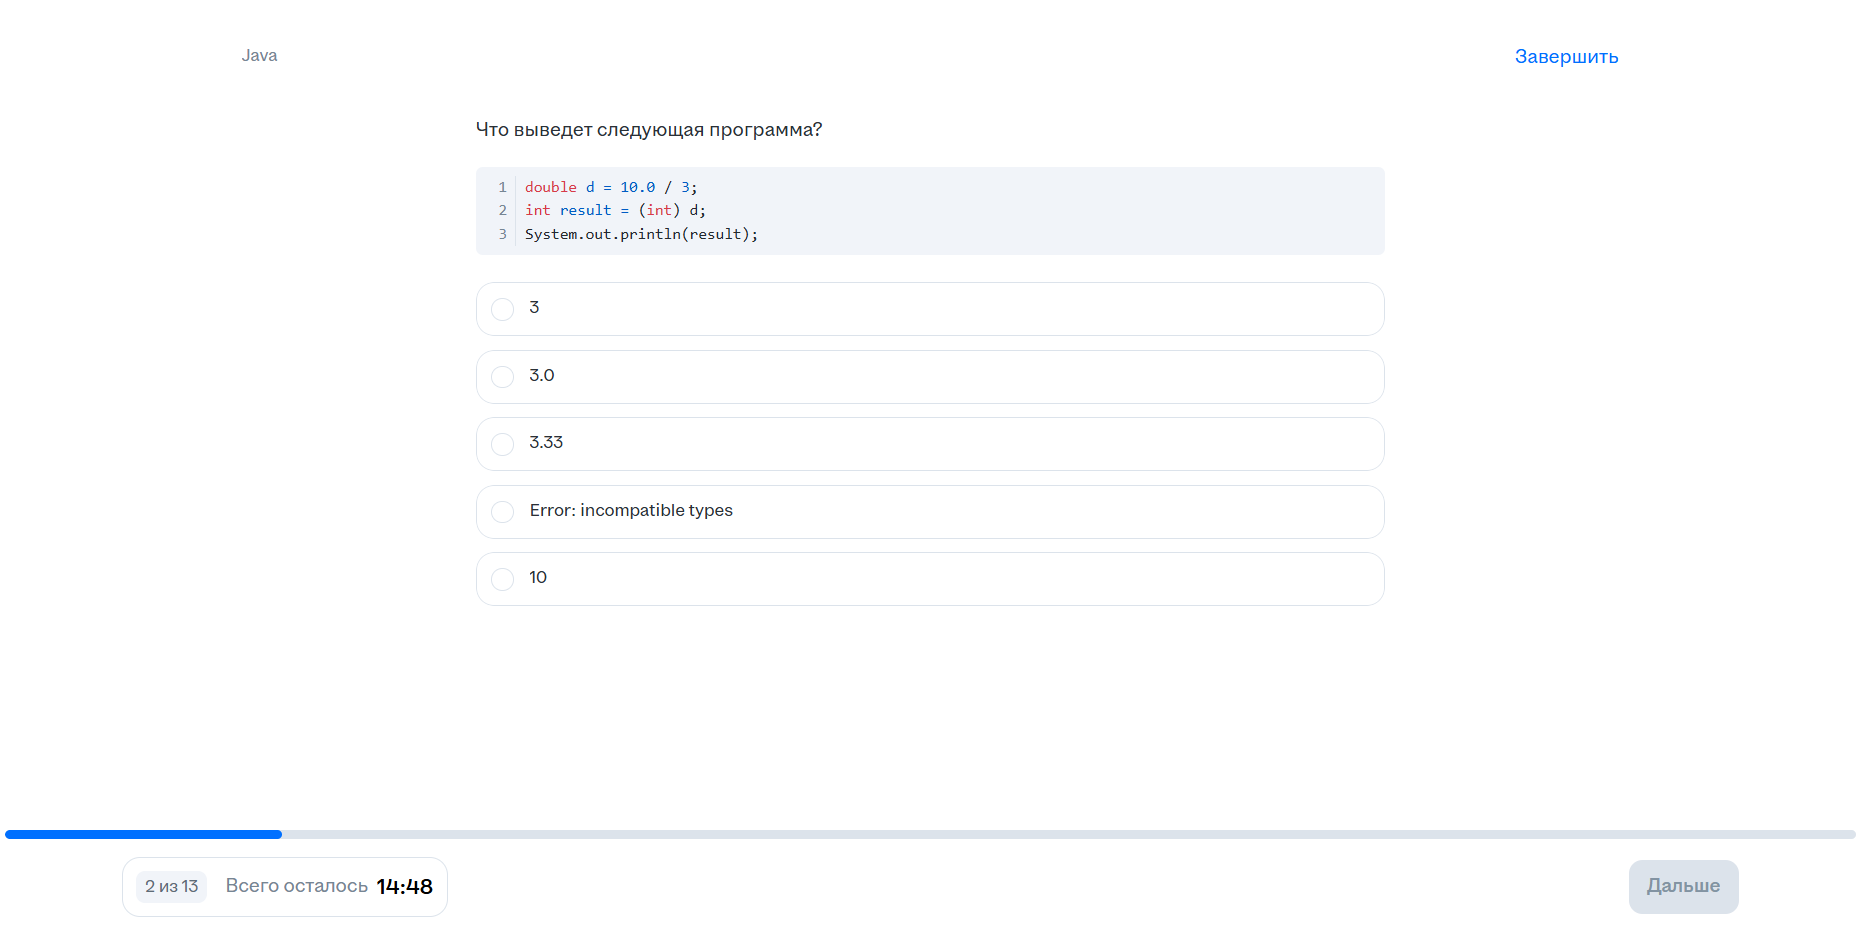 Java
Завершить
Что выведет следующая программа?
1 double d = 10.0 / 3;
2 int result = (int) d;
3 System.out.println(result);
3
3.0
3.33
Error: incompatible types
10
2 из 13 Всего осталось 14:48
Дальше